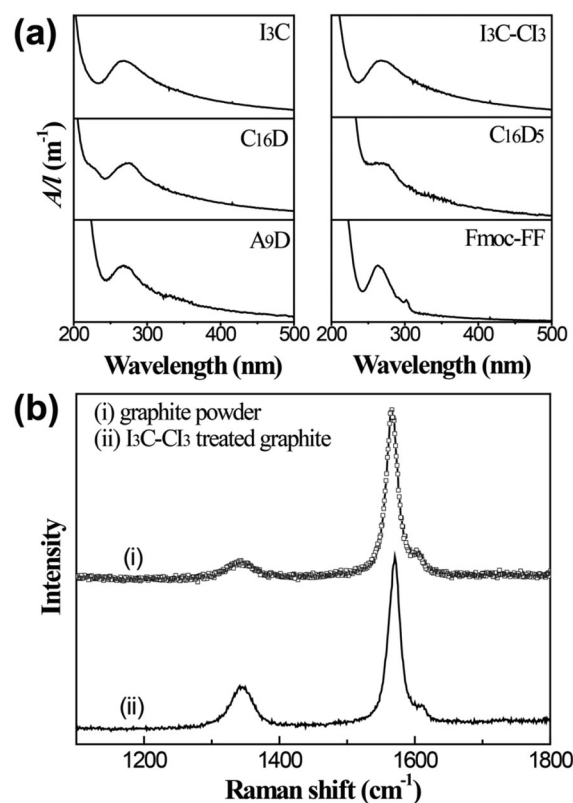 (a)
I3C
I3C-CI3
C16D
C16D5
A9D
Fmoc-FF
A/l (m⁻¹)
200 300 400 500 200 300 400 500
Wavelength (nm) Wavelength (nm)
(b)
(i) graphite powder
(ii) I3C-CI3 treated graphite
(i)
(ii)
Intensity
1200 1400 1600 1800
Raman shift (cm⁻¹)